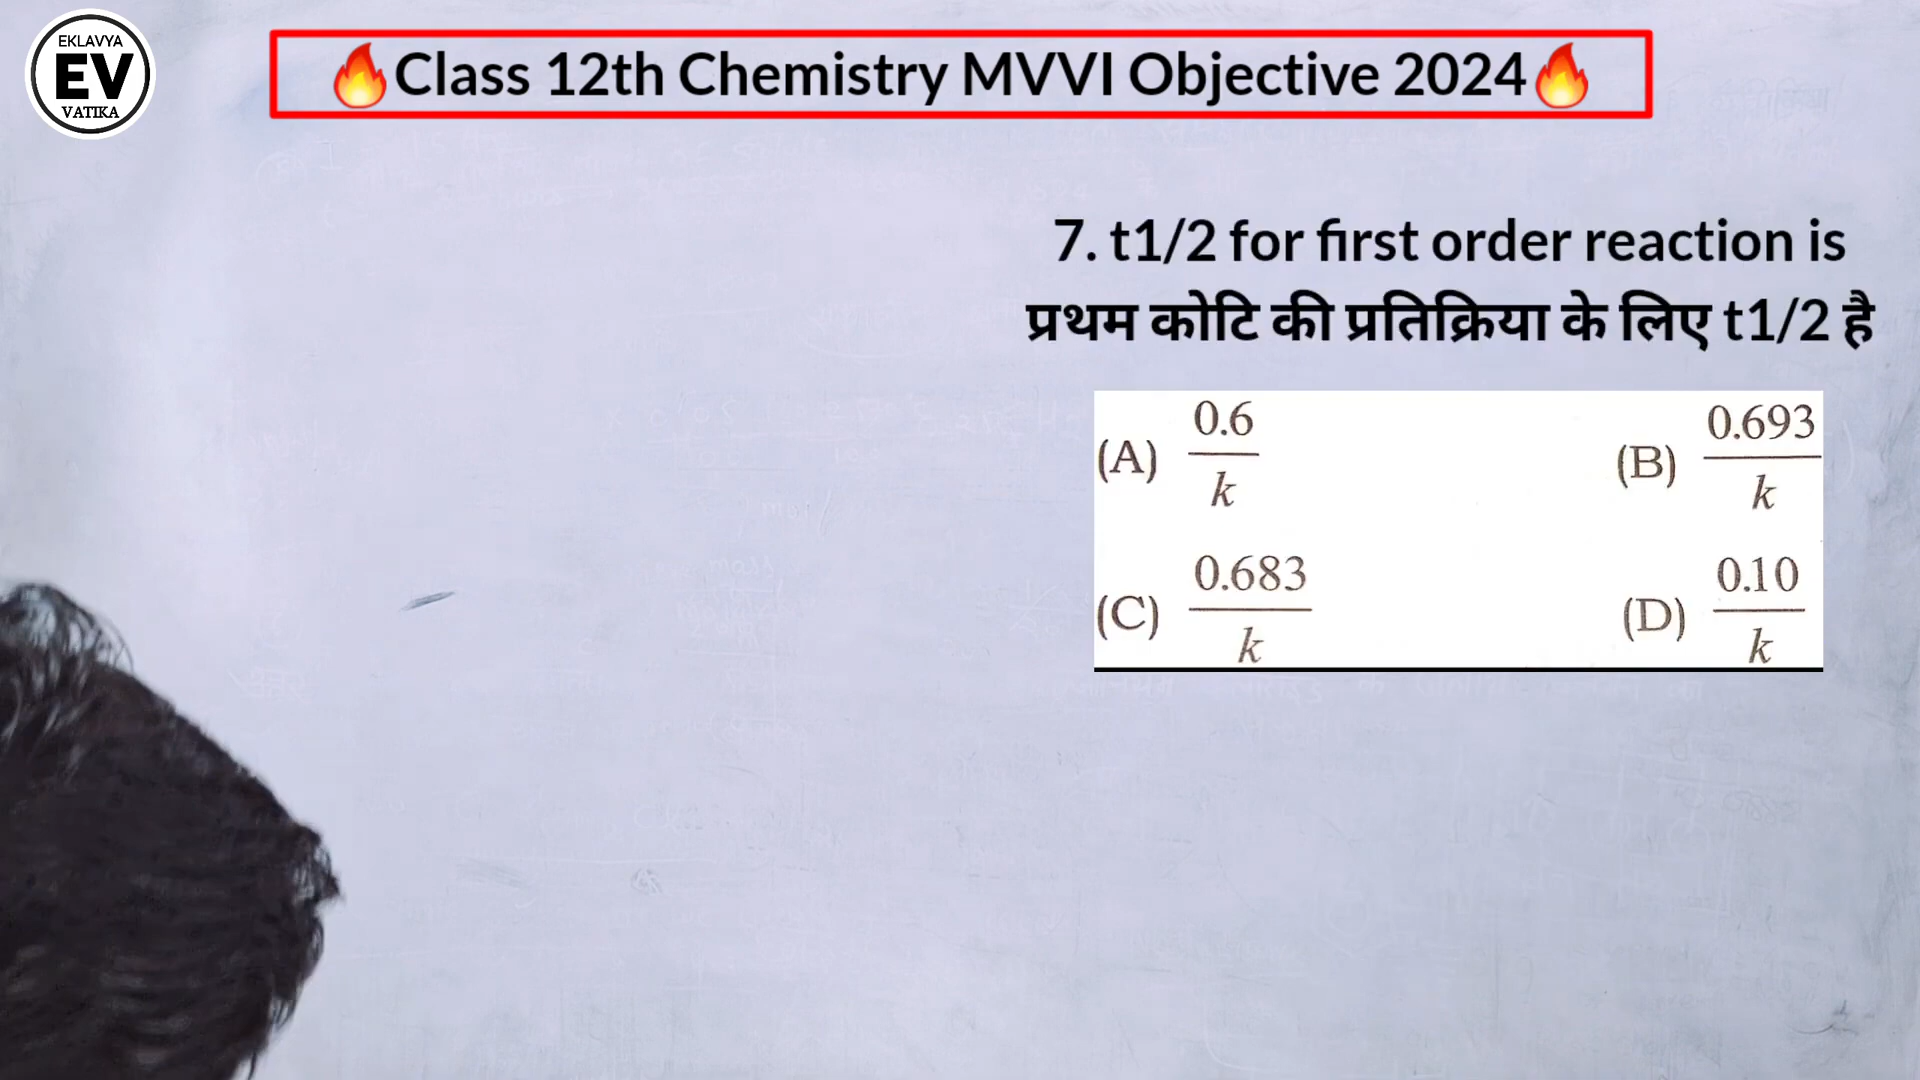 EKLAVYA
EV
VATIKA
🔥Class 12th Chemistry MVVI Objective 2024🔥
7. t1/2 for first order reaction is
प्रथम कोटि की प्रतिक्रिया के लिए t1/2 है
(A) 0.6/k (B) 0.693/k
(C) 0.683/k (D) 0.10/k